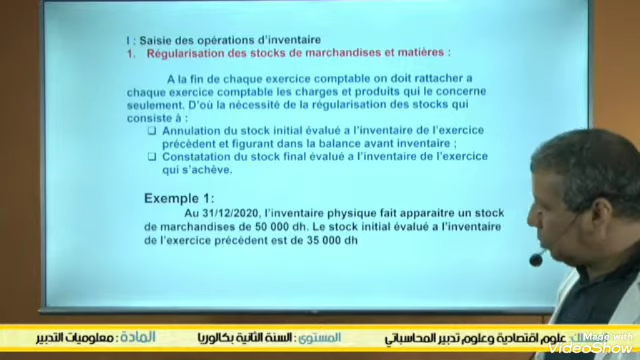 I : Saisie des opérations d'inventaire
1. Régularisation des stocks de marchandises et matières :
A la fin de chaque exercice comptable on doit rattacher a
chaque exercice comptable les charges et produits qui le concerne
seulement. D'où la nécessité de la régularisation des stocks qui
consiste à :
❑ Annulation du stock initial évalué a l'inventaire de l'exercice
précèdent et figurant dans la balance avant inventaire ;
❑ Constatation du stock final évalué a l'inventaire de l'exercice
qui s'achève.
Exemple 1:
Au 31/12/2020, l'inventaire physique fait apparaitre un stock
de marchandises de 50 000 dh. Le stock initial évalué a l'inventaire
de l'exercice précédent est de 35 000 dh
علوم اقتصادية وعلوم تدبير المحاسباتي
المستوى : السنة الثانية بكالوريا
المادة : معلوميات التدبير
Made with
VideoShow